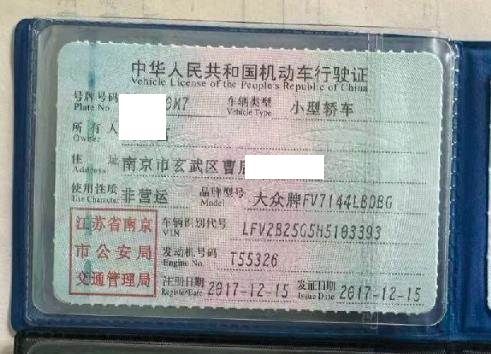 中华人民共和国机动车行驶证
Vehicle License of the People's Republic of China
号牌号码 Plate No. 0K7 车辆类型 Vehicle Type 小型轿车
所有人 Owner
住址 Address 南京市玄武区曹后
使用性质 Use Character 非营运 品牌型号 Model 大众牌FV7144LBDBG
江苏省南京市公安局交通管理局
车辆识别代号 VIN LFV2B25G5H5103393
发动机号码 Engine No. T55326
注册日期 Register Date 2017-12-15 发证日期 Issue Date 2017-12-15